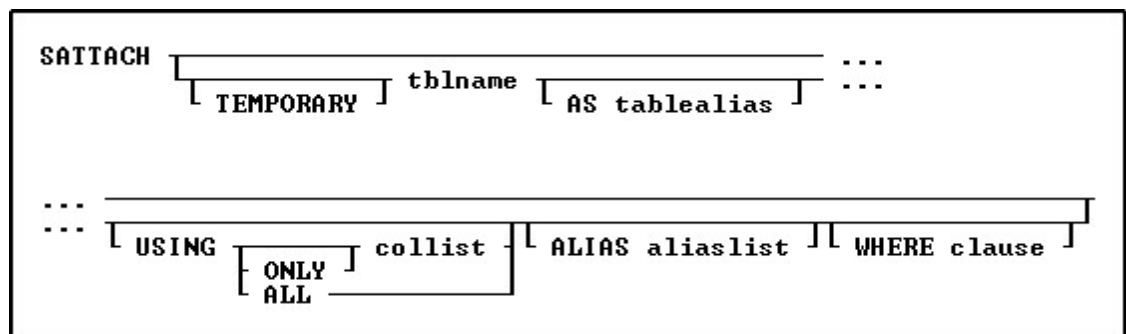 SATTACH ...
TEMPORARY tblname AS tablealias ...
...
... USING ONLY collist ALIAS aliaslist WHERE clause
ALL